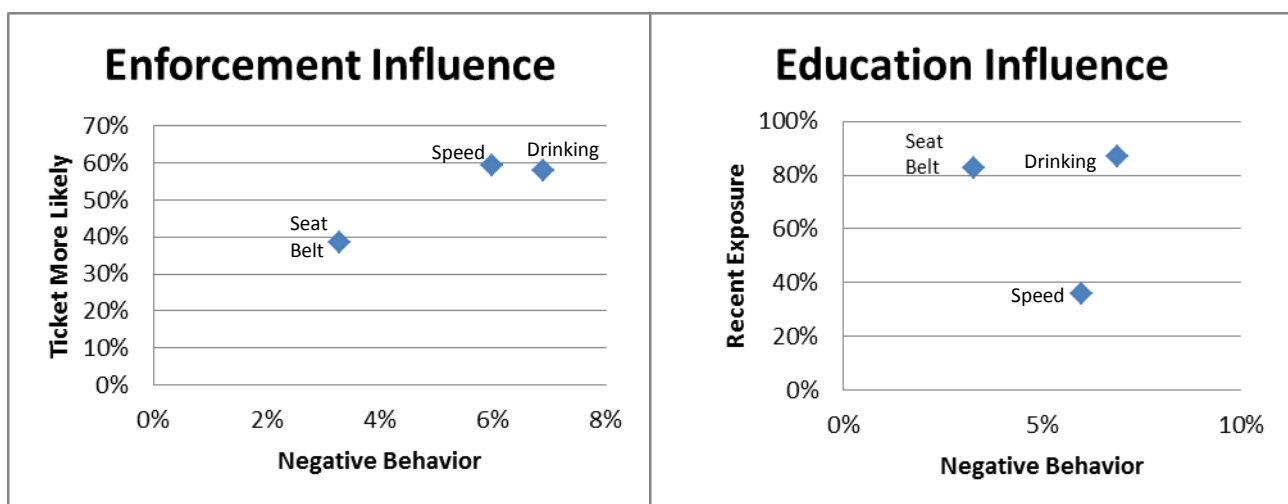 Enforcement Influence
Ticket More Likely
70%
60%
50%
40%
30%
20%
10%
0%
Speed
Drinking
Seat
Belt
0% 2% 4% 6% 8%
Negative Behavior
Education Influence
Recent Exposure
100%
80%
60%
40%
20%
0%
Seat
Belt
Drinking
Speed
0% 5% 10%
Negative Behavior